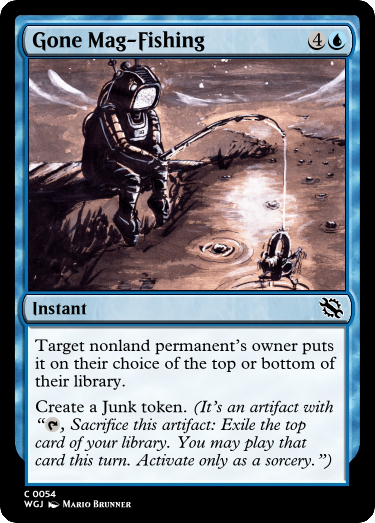 Gone Mag-Fishing 4
Instant
Target nonland permanent's owner puts
it on their choice of the top or bottom of
their library.
Create a Junk token. (It's an artifact with
“, Sacrifice this artifact: Exile the top
card of your library. You may play that
card this turn. Activate only as a sorcery.”)
C 0054
WGJ Mario Brunner